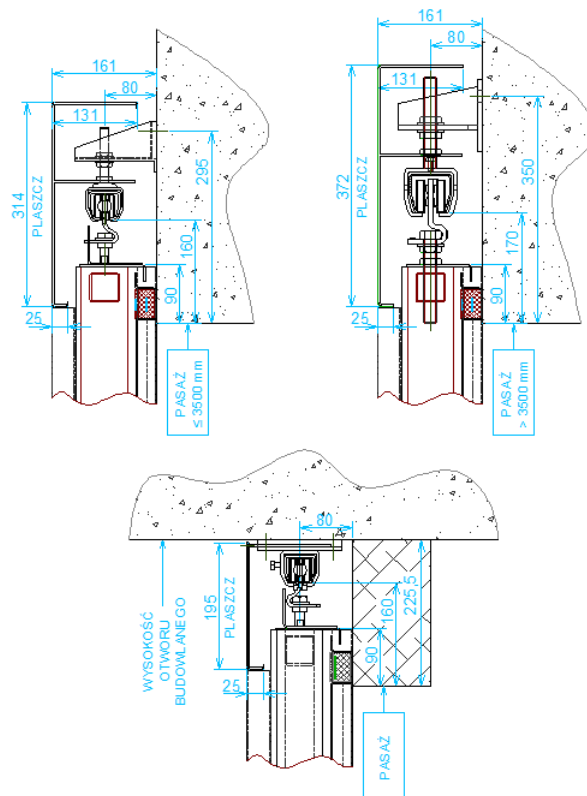 161
80
131
314
PLASZCZ
295
160
90
25
PASAŻ
≤ 3500 mm
161
80
131
372
PLASZCZ
350
170
90
25
PASAŻ
> 3500 mm
80
195
PLASZCZ
225,5
160
90
25
WYSOKOŚĆ
OTWORU
BUDOWLANEGO
PASAŻ